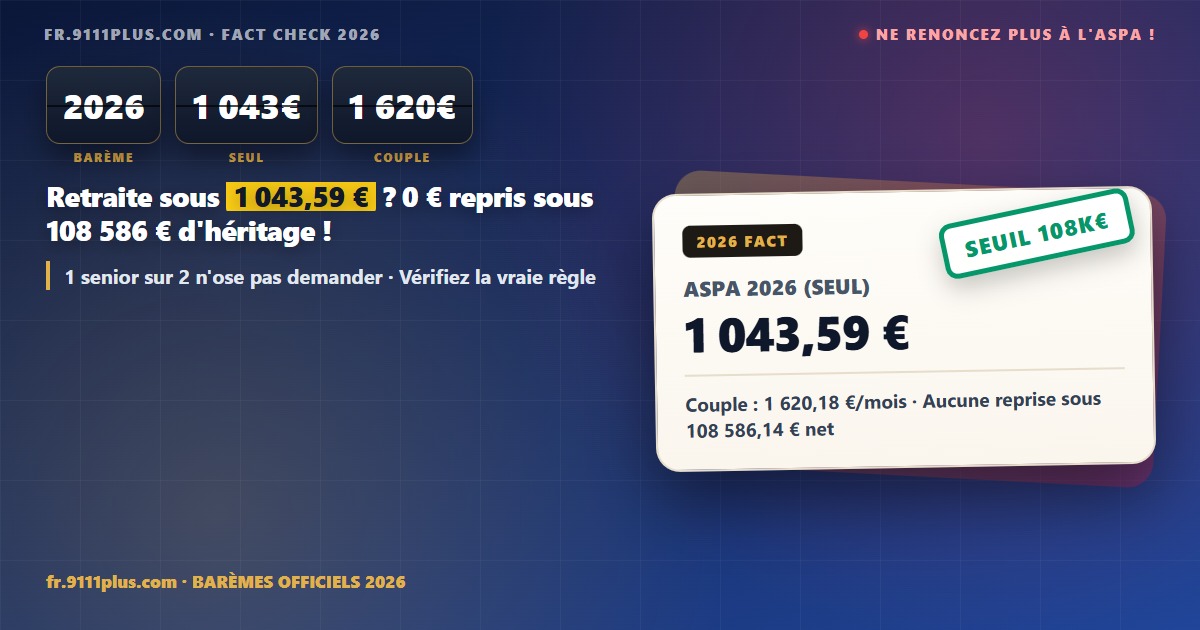 FR.9111PLUS.COM · FACT CHECK 2026
NE RENONCEZ PLUS À L'ASPA !
2026
1 043€
1 620€
BARÈME
SEUL
COUPLE
Retraite sous 1 043,59 € ? 0 € repris sous
108 586 € d'héritage !
1 senior sur 2 n'ose pas demander · Vérifiez la vraie règle
2026 FACT
SEUIL 108K€
ASPA 2026 (SEUL)
1 043,59 €
Couple : 1 620,18 €/mois · Aucune reprise sous
108 586,14 € net
fr.9111plus.com · BARÈMES OFFICIELS 2026